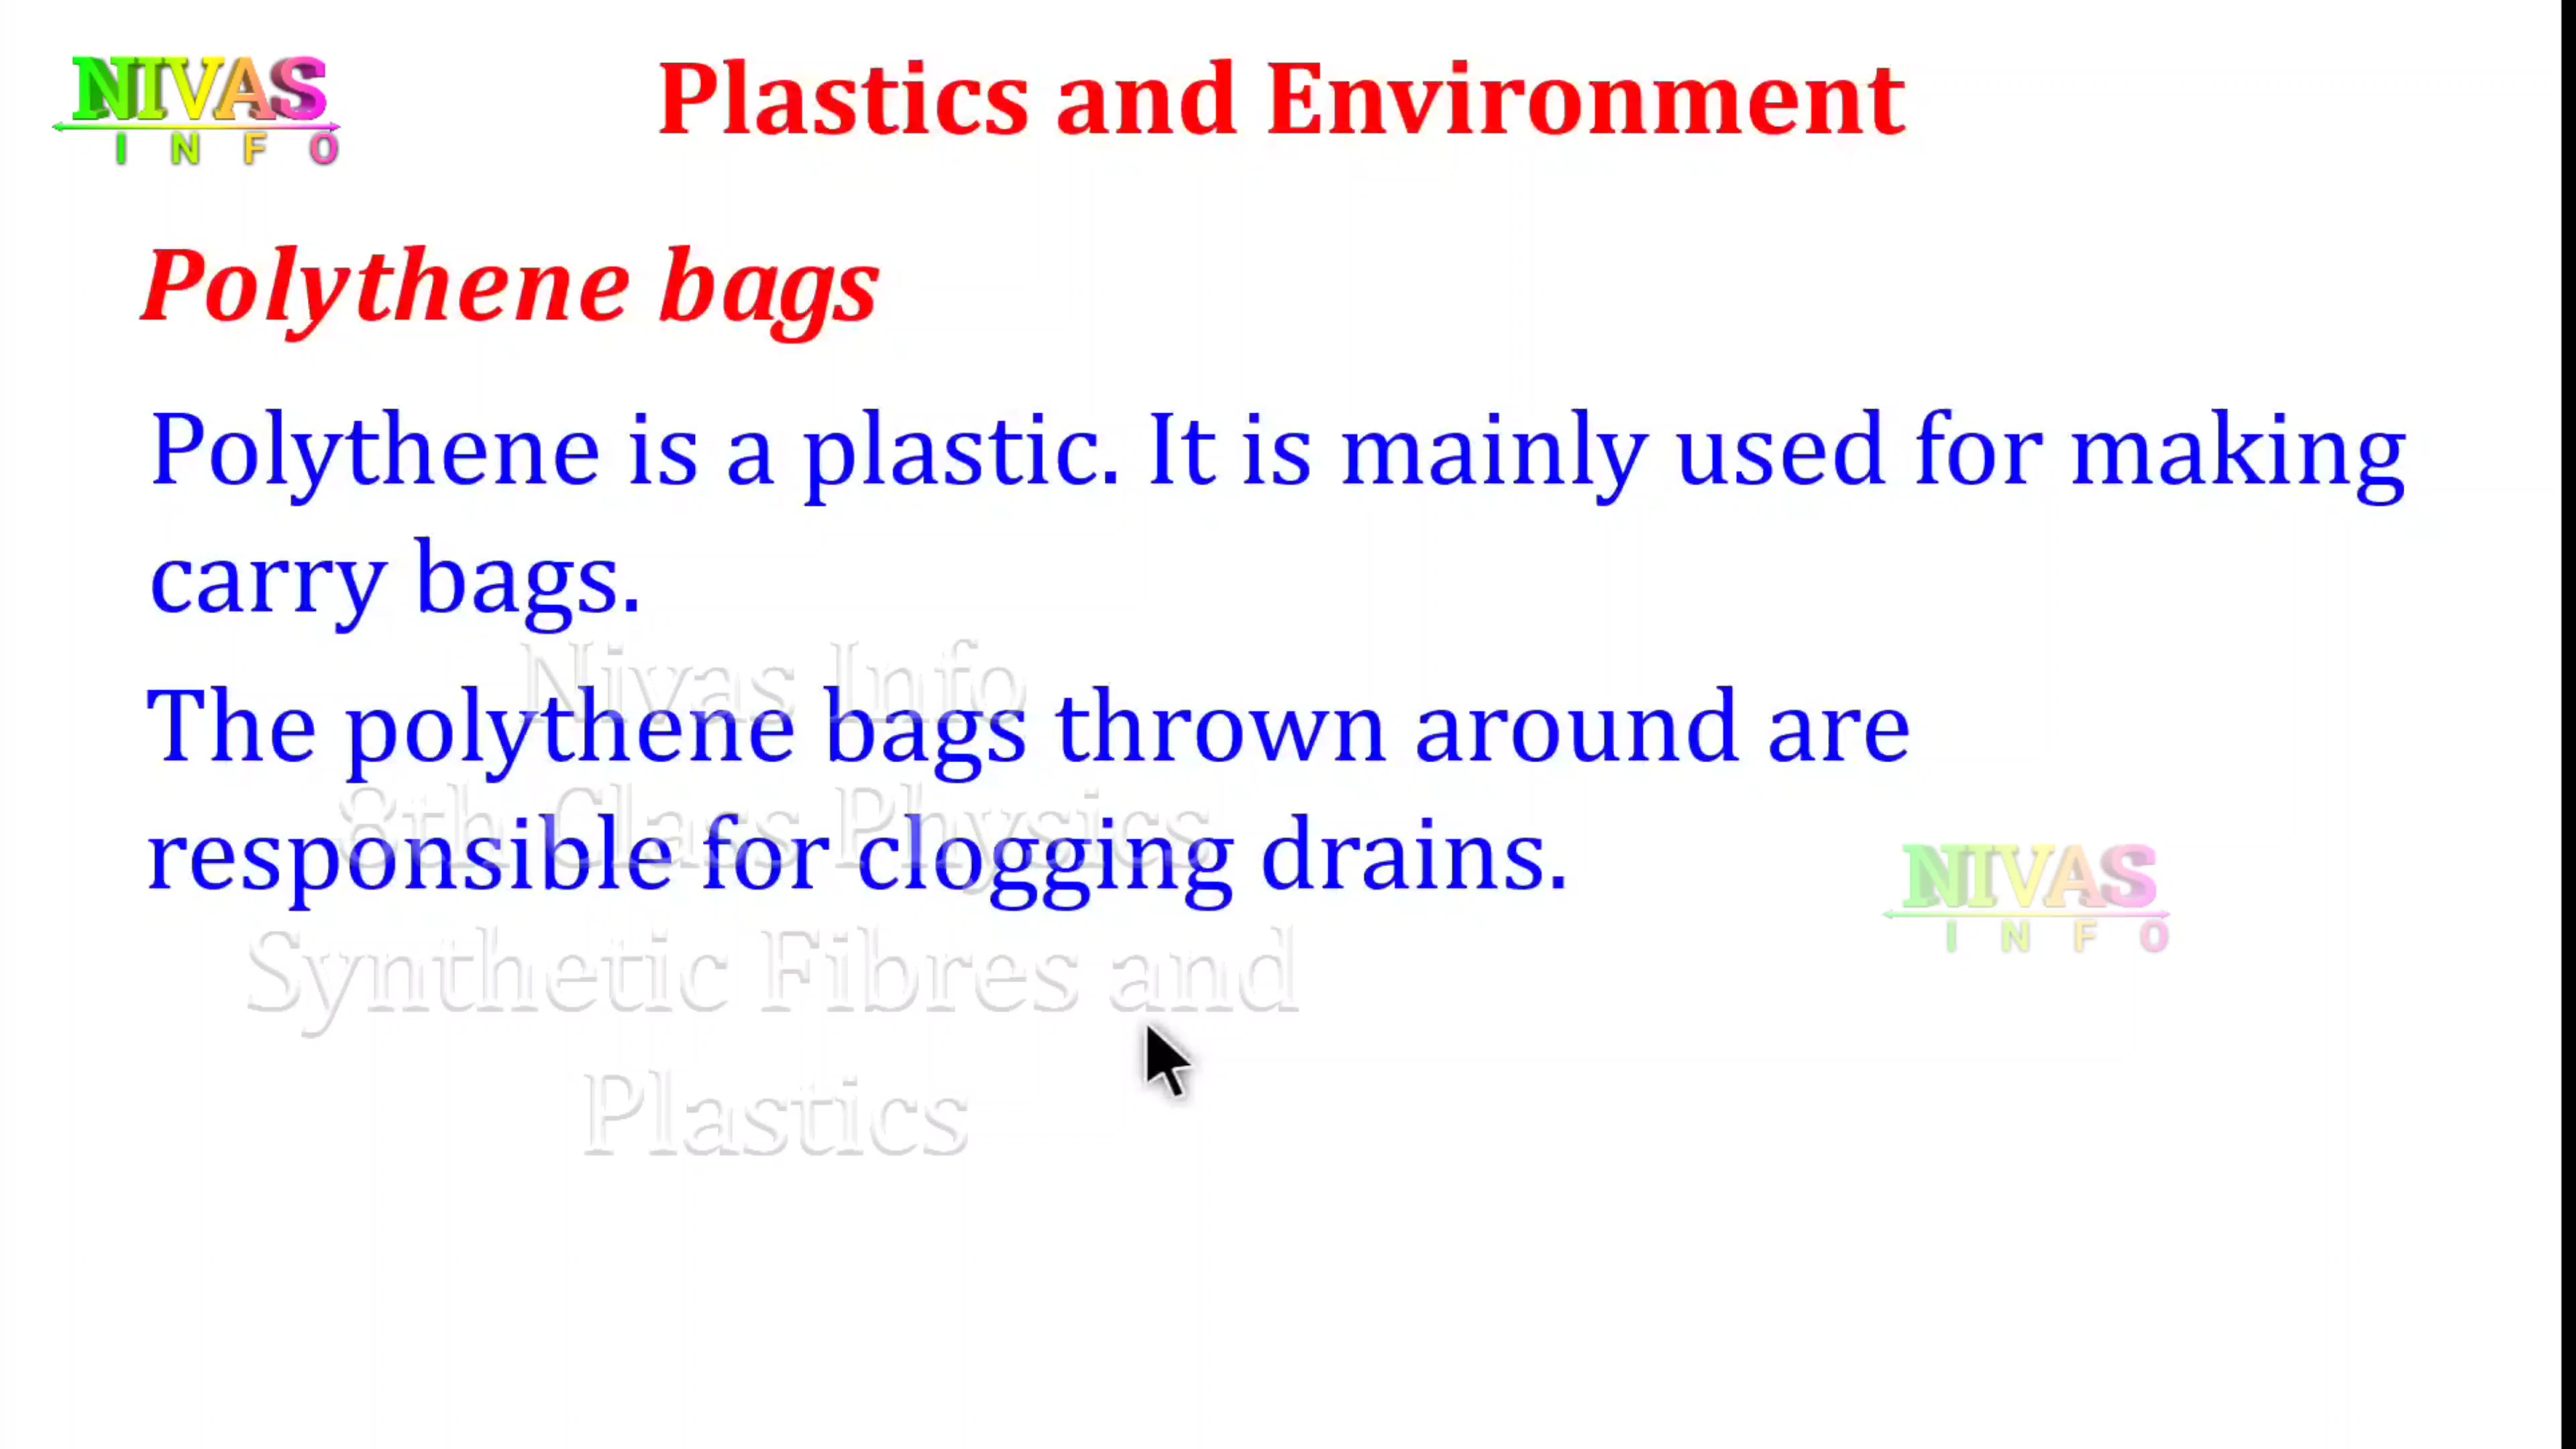 NIVAS
INFO
Plastics and Environment
Polythene bags
Polythene is a plastic. It is mainly used for making
carry bags.
Nivas Info
The polythene bags thrown around are
8th Class Physics
responsible for clogging drains.
NIVAS
INFO
Synthetic Fibres and
Plastics